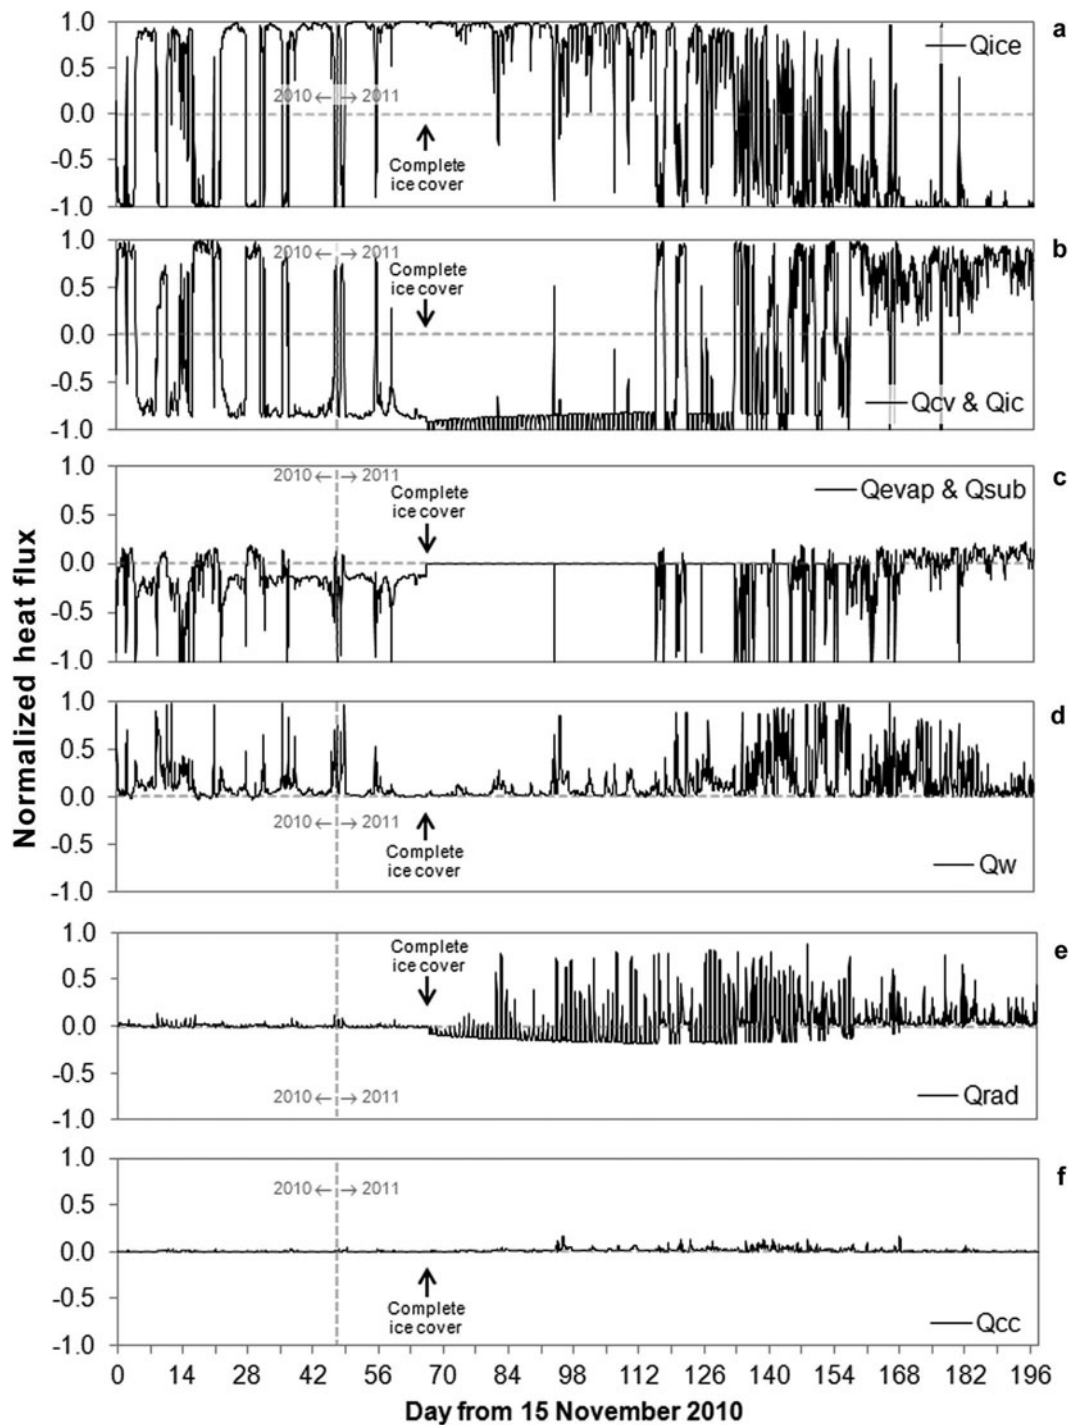 Normalized heat flux
1.0
0.5
0.0
-0.5
-1.0
a
Qice
2010 ← → 2011
Complete
ice cover
1.0
0.5
0.0
-0.5
-1.0
b
2010 ← → 2011
Complete
ice cover
Qcv & Qic
1.0
0.5
0.0
-0.5
-1.0
c
2010 ← → 2011
Complete
ice cover
Qevap & Qsub
1.0
0.5
0.0
-0.5
-1.0
d
2010 ← → 2011
Complete
ice cover
Qw
1.0
0.5
0.0
-0.5
-1.0
e
Complete
ice cover
2010 ← → 2011
Qrad
1.0
0.5
0.0
-0.5
-1.0
f
2010 ← → 2011
Complete
ice cover
Qcc
0 14 28 42 56 70 84 98 112 126 140 154 168 182 196
Day from 15 November 2010